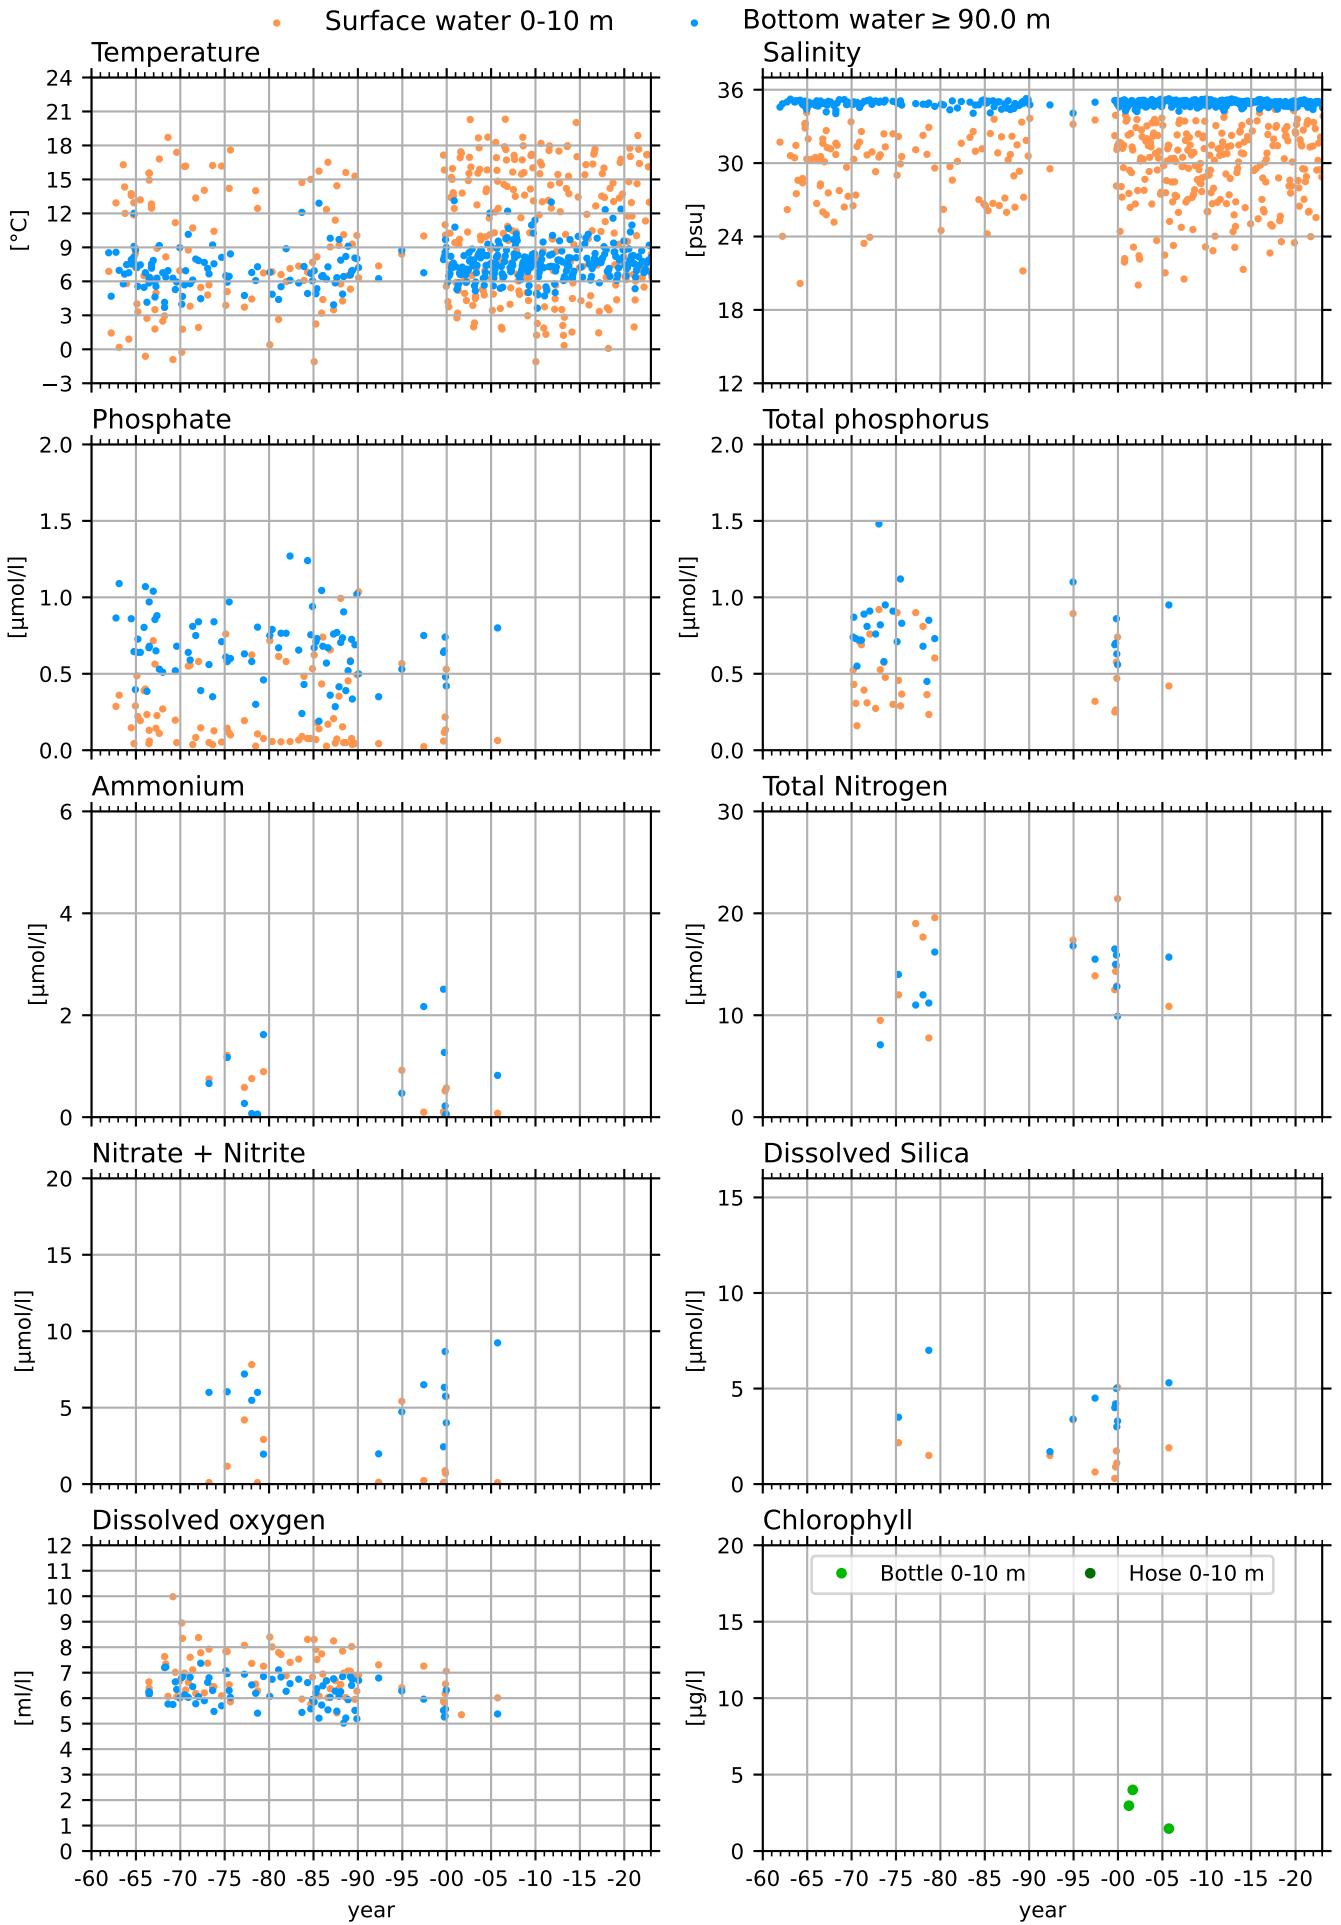 Surface water 0-10 m
Bottom water ≥ 90.0 m
Temperature
Salinity
24
21
18
15
12
9
6
3
0
−3
[°C]
36
30
24
18
12
[psu]
Phosphate
Total phosphorus
2.0
1.5
1.0
0.5
0.0
[µmol/l]
2.0
1.5
1.0
0.5
0.0
[µmol/l]
Ammonium
Total Nitrogen
6
4
2
0
[µmol/l]
30
20
10
0
[µmol/l]
Nitrate + Nitrite
Dissolved Silica
20
15
10
5
0
[µmol/l]
15
10
5
0
[µmol/l]
Dissolved oxygen
Chlorophyll
12
11
10
9
8
7
6
5
4
3
2
1
0
[ml/l]
20
15
10
5
0
[µg/l]
Bottle 0-10 m
Hose 0-10 m
-60 -65 -70 -75 -80 -85 -90 -95 -00 -05 -10 -15 -20
year
-60 -65 -70 -75 -80 -85 -90 -95 -00 -05 -10 -15 -20
year